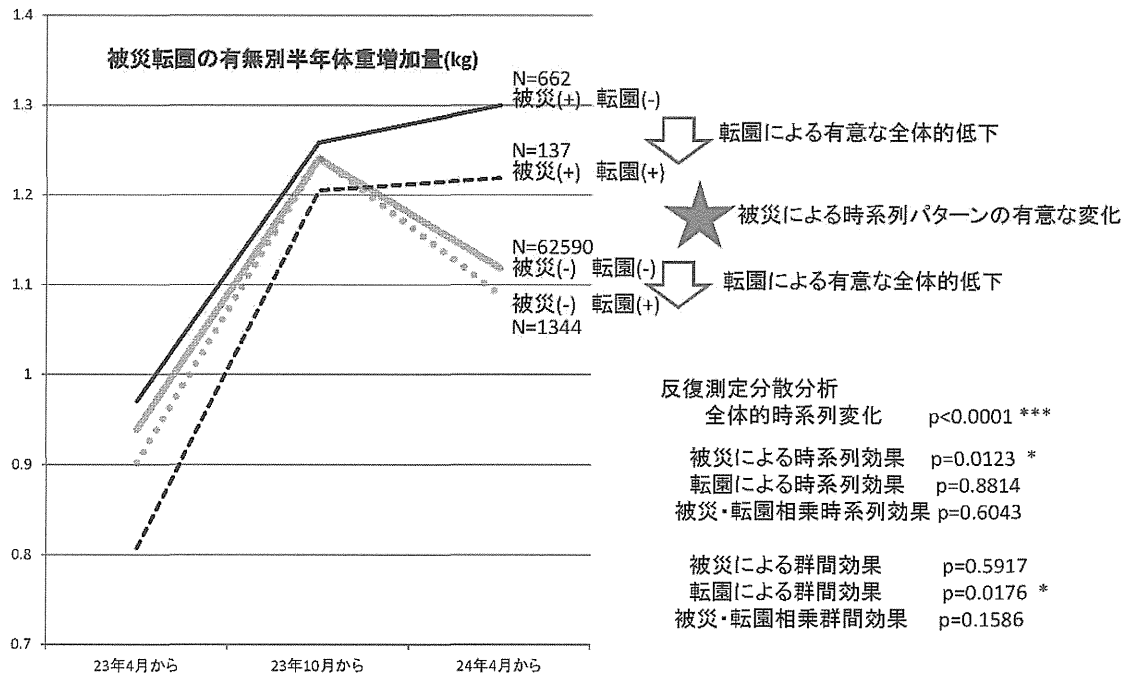 被災転園の有無別半年体重増加量(kg)
1.4
1.3
1.2
1.1
1
0.9
0.8
0.7
23年4月から
23年10月から
24年4月から
N=662
被災(+) 転園(-)
転園による有意な全体的低下
N=137
被災(+) 転園(+)
被災による時系列パターンの有意な変化
N=62590
被災(-) 転園(-)
転園による有意な全体的低下
被災(-) 転園(+)
N=1344
反復測定分散分析
全体的時系列変化 p<0.0001 ***
被災による時系列効果 p=0.0123 *
転園による時系列効果 p=0.8814
被災・転園相乗時系列効果 p=0.6043
被災による群間効果 p=0.5917
転園による群間効果 p=0.0176 *
被災・転園相乗群間効果 p=0.1586